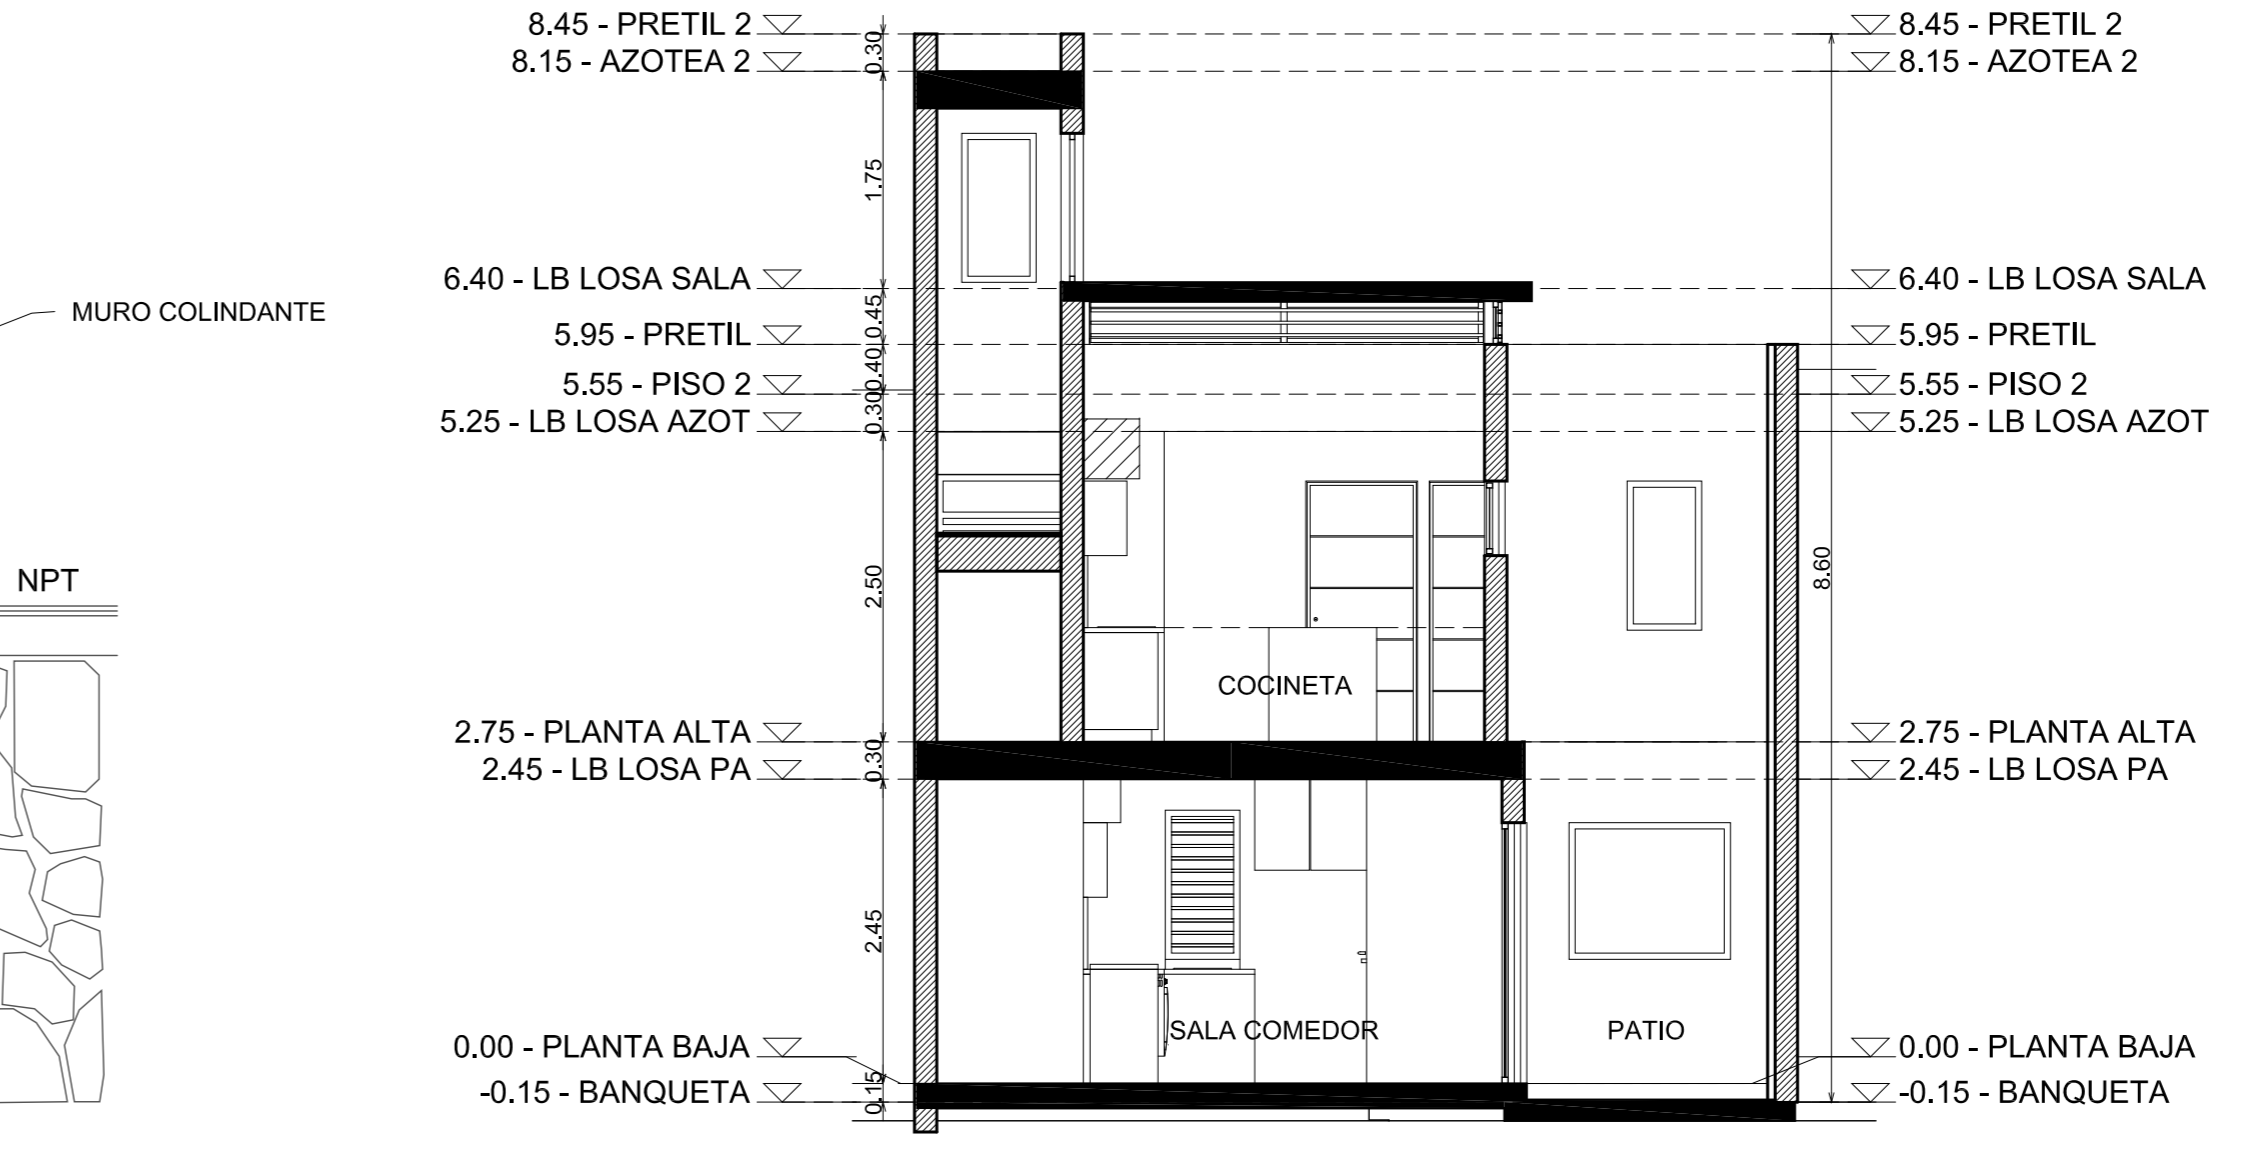 8.45 - PRETIL 2
8.15 - AZOTEA 2
6.40 - LB LOSA SALA
5.95 - PRETIL
5.55 - PISO 2
5.25 - LB LOSA AZOT
2.75 - PLANTA ALTA
2.45 - LB LOSA PA
0.00 - PLANTA BAJA
-0.15 - BANQUETA
MURO COLINDANTE
NPT
0.30
1.75
0.45
0.40
0.30
2.50
0.30
2.45
0.15
COCINETA
SALA COMEDOR
PATIO
8.60
8.45 - PRETIL 2
8.15 - AZOTEA 2
6.40 - LB LOSA SALA
5.95 - PRETIL
5.55 - PISO 2
5.25 - LB LOSA AZOT
2.75 - PLANTA ALTA
2.45 - LB LOSA PA
0.00 - PLANTA BAJA
-0.15 - BANQUETA